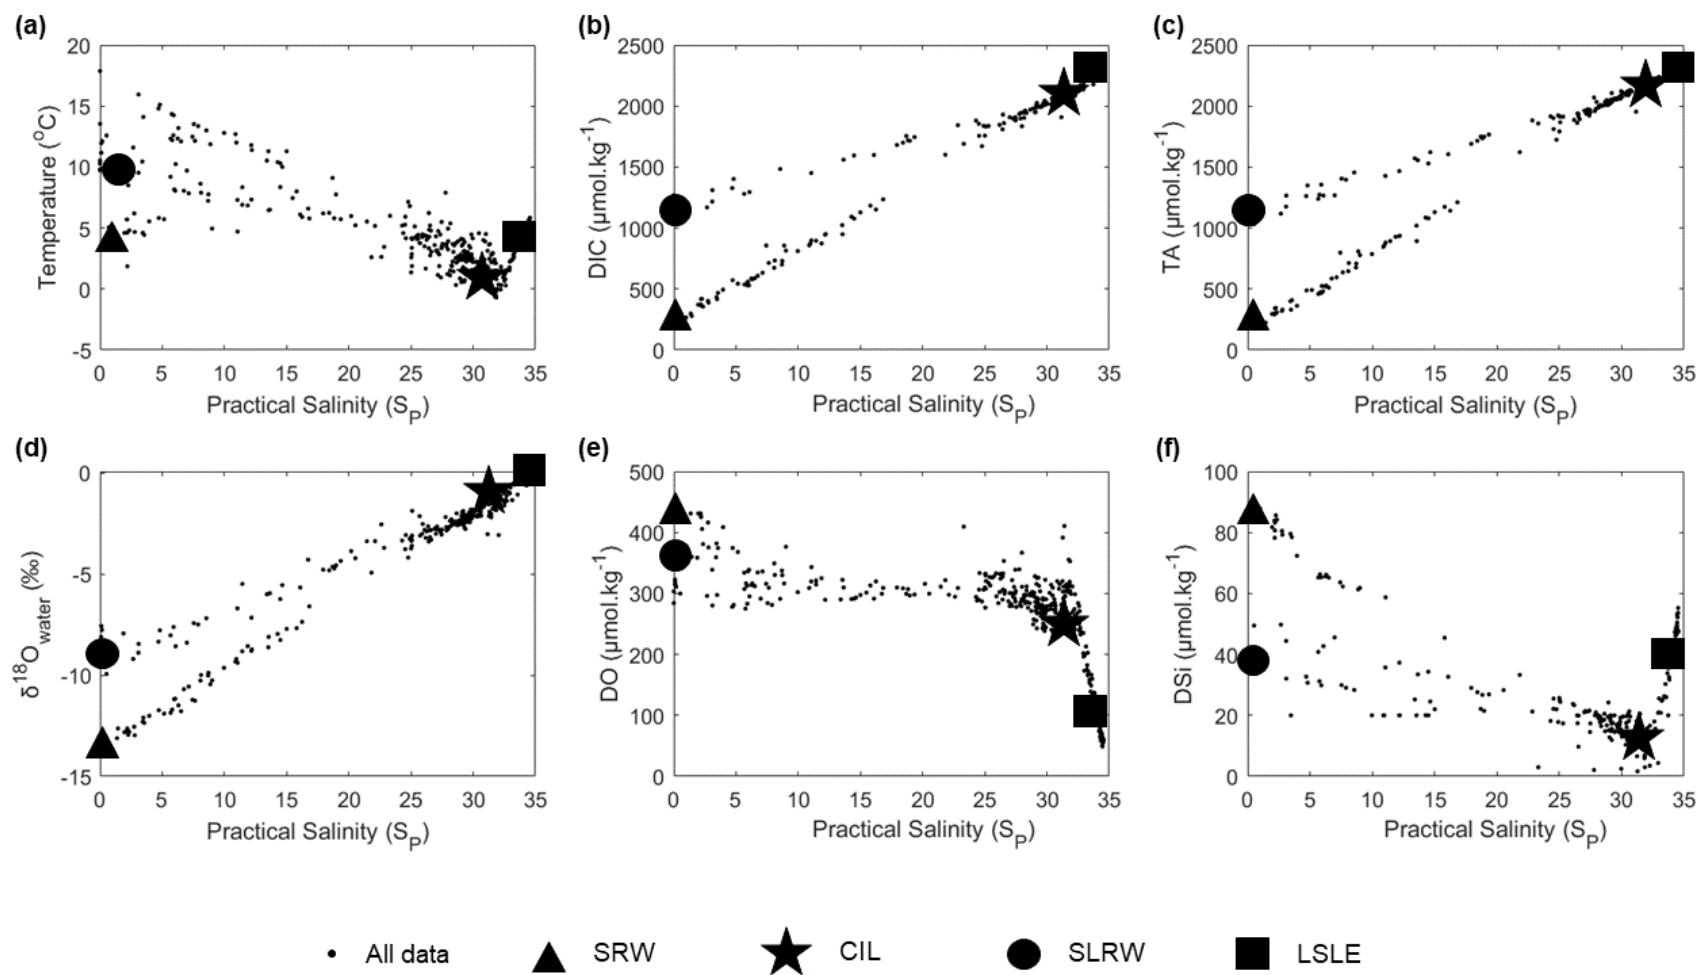 (a)
20
15
10
5
0
-5
Temperature (°C)
0 5 10 15 20 25 30 35
Practical Salinity (S_P)
(b)
2500
2000
1500
1000
500
0
DIC (µmol.kg⁻¹)
0 5 10 15 20 25 30 35
Practical Salinity (S_P)
(c)
2500
2000
1500
1000
500
0
TA (µmol.kg⁻¹)
0 5 10 15 20 25 30 35
Practical Salinity (S_P)
(d)
0
-5
-10
-15
δ¹⁸O_water (‰)
0 5 10 15 20 25 30 35
Practical Salinity (S_P)
(e)
500
400
300
200
100
0
DO (µmol.kg⁻¹)
0 5 10 15 20 25 30 35
Practical Salinity (S_P)
(f)
100
80
60
40
20
0
DSi (µmol.kg⁻¹)
0 5 10 15 20 25 30 35
Practical Salinity (S_P)
All data SRW CIL SLRW LSLE